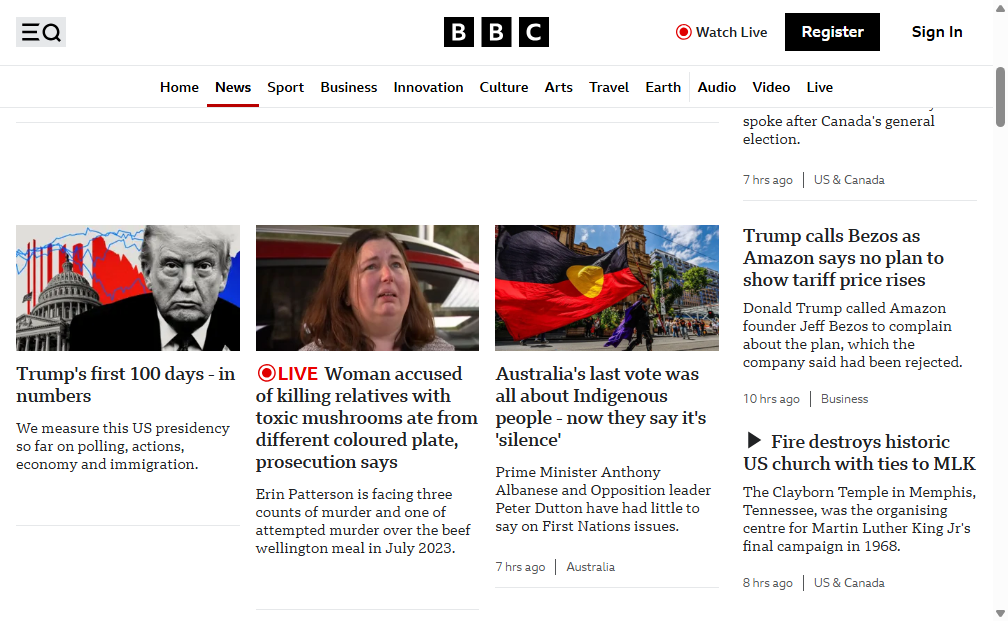 BBC
Watch Live
Register
Sign In
Home
News
Sport
Business
Innovation
Culture
Arts
Travel
Earth
Audio
Video
Live
Trump's first 100 days - in
numbers
We measure this US presidency
so far on polling, actions,
economy and immigration.
LIVE Woman accused
of killing relatives with
toxic mushrooms ate from
different coloured plate,
prosecution says
Erin Patterson is facing three
counts of murder and one of
attempted murder over the beef
wellington meal in July 2023.
Australia's last vote was
all about Indigenous
people - now they say it's
'silence'
Prime Minister Anthony
Albanese and Opposition leader
Peter Dutton have had little to
say on First Nations issues.
7 hrs ago | Australia
spoke after Canada's general
election.
7 hrs ago | US & Canada
Trump calls Bezos as
Amazon says no plan to
show tariff price rises
Donald Trump called Amazon
founder Jeff Bezos to complain
about the plan, which the
company said had been rejected.
10 hrs ago | Business
Fire destroys historic
US church with ties to MLK
The Clayborn Temple in Memphis,
Tennessee, was the organising
centre for Martin Luther King Jr's
final campaign in 1968.
8 hrs ago | US & Canada